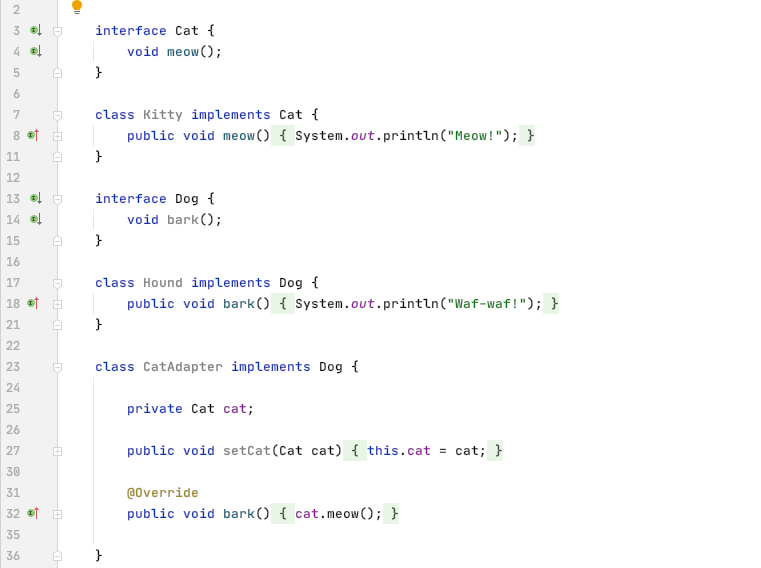 2
3 interface Cat {
4 void meow();
5 }
6
7 class Kitty implements Cat {
8 public void meow() { System.out.println("Meow!"); }
11 }
12
13 interface Dog {
14 void bark();
15 }
16
17 class Hound implements Dog {
18 public void bark() { System.out.println("Waf-waf!"); }
21 }
22
23 class CatAdapter implements Dog {
24
25 private Cat cat;
26
27 public void setCat(Cat cat) { this.cat = cat; }
30
31 @Override
32 public void bark() { cat.meow(); }
35
36 }